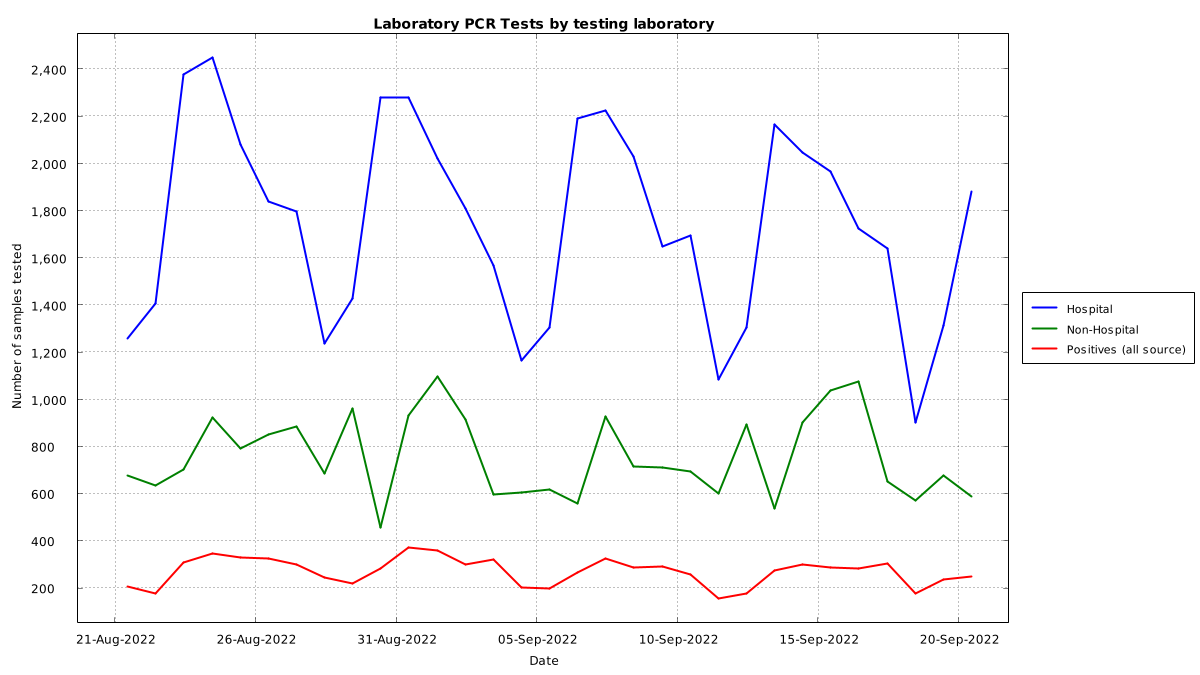 Laboratory PCR Tests by testing laboratory
2,400
2,200
2,000
1,800
1,600
1,400
1,200
1,000
800
600
400
200
Number of samples tested
21-Aug-2022 26-Aug-2022 31-Aug-2022 05-Sep-2022 10-Sep-2022 15-Sep-2022 20-Sep-2022
Date
Hospital
Non-Hospital
Positives (all source)